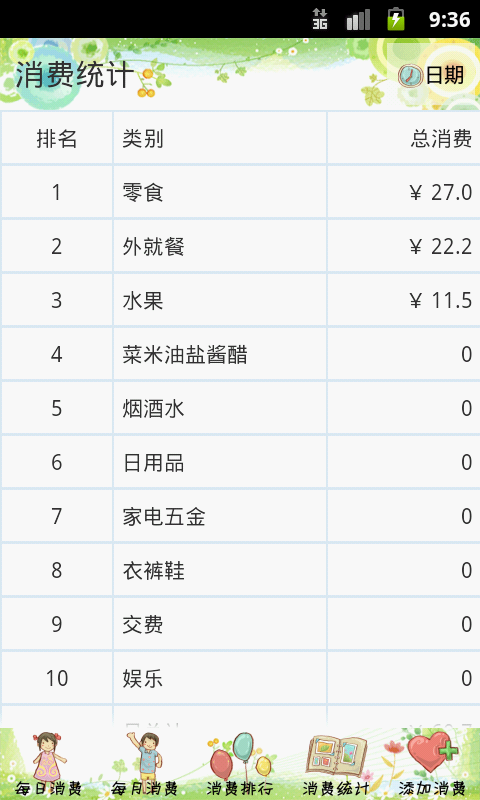 3G 9:36
消费统计 日期
排名 类别 总消费
1 零食 ¥ 27.0
2 外就餐 ¥ 22.2
3 水果 ¥ 11.5
4 菜米油盐酱醋 0
5 烟酒水 0
6 日用品 0
7 家电五金 0
8 衣裤鞋 0
9 交费 0
10 娱乐 0
每日消费 每月消费 消费排行 消费统计 添加消费